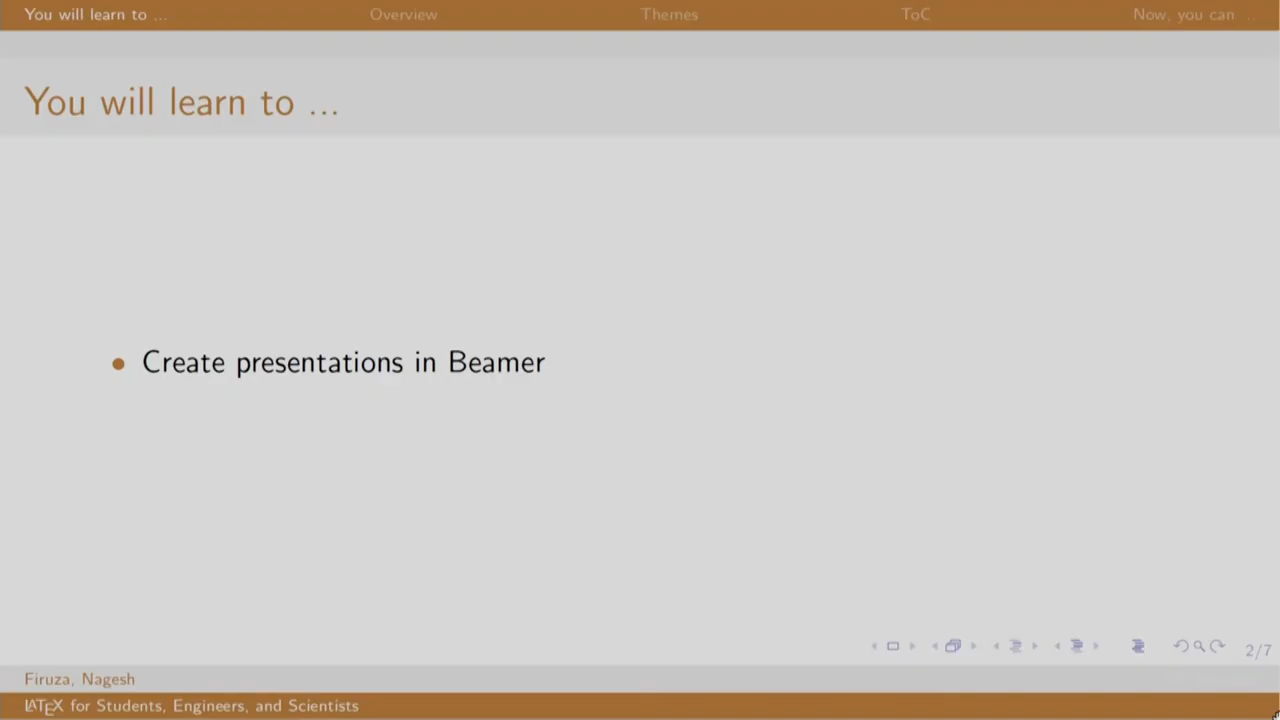 You will learn to ... Overview Themes ToC Now, you can ...
You will learn to ...
• Create presentations in Beamer
2/7
Firuza, Nagesh
LATEX for Students, Engineers, and Scientists